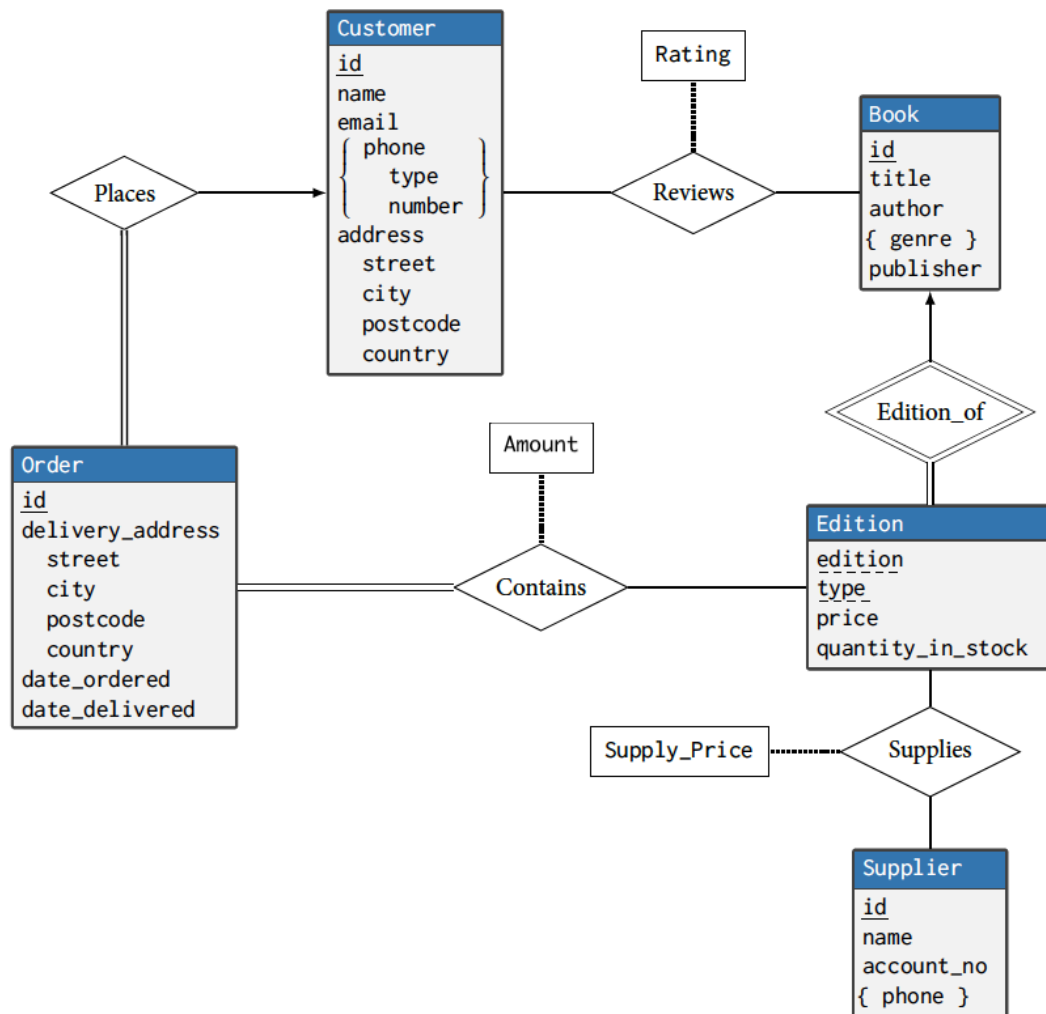 Customer
id
name
email
{ phone
type
number }
address
street
city
postcode
country
Rating
Reviews
Book
id
title
author
{ genre }
publisher
Places
Edition_of
Order
id
delivery_address
street
city
postcode
country
date_ordered
date_delivered
Amount
Contains
Edition
edition
type
price
quantity_in_stock
Supply_Price
Supplies
Supplier
id
name
account_no
{ phone }